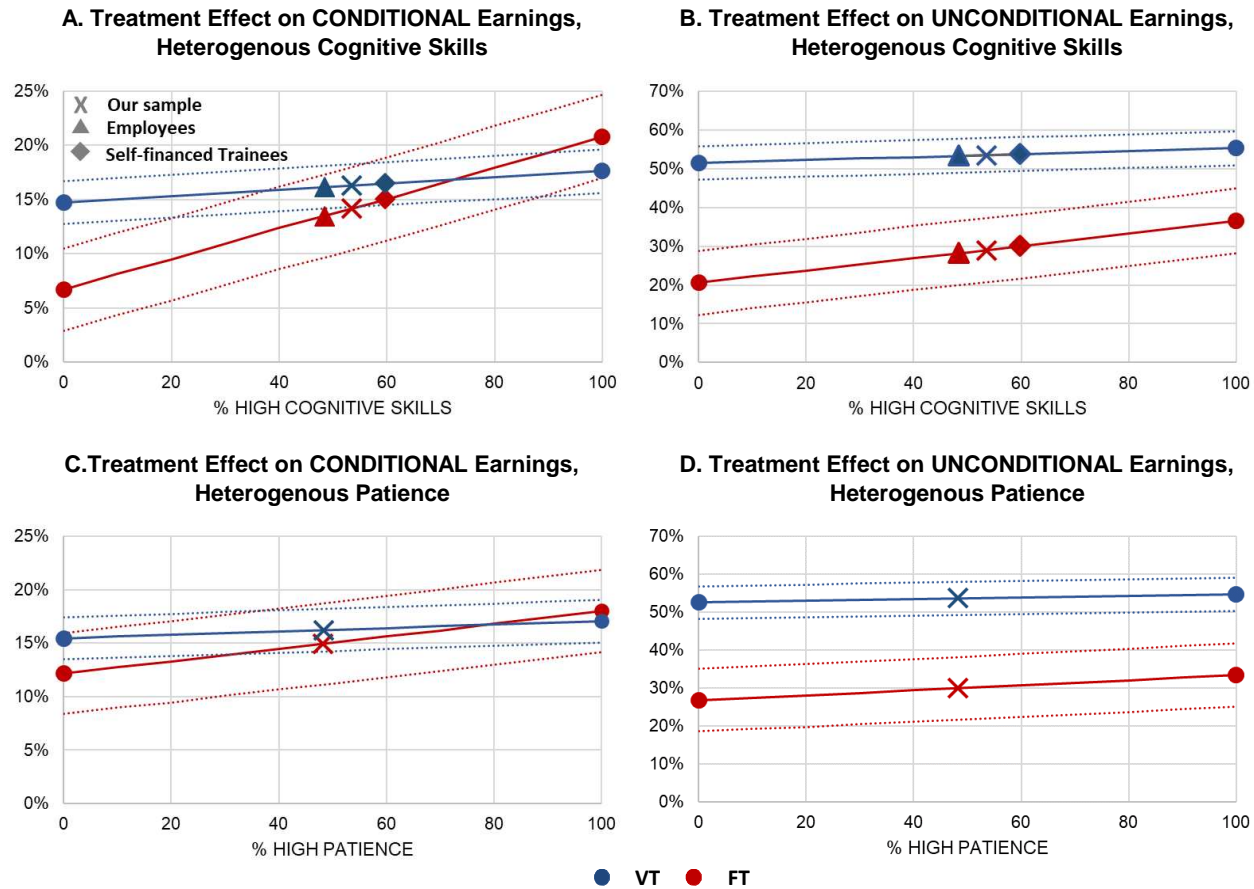 A. Treatment Effect on CONDITIONAL Earnings,
Heterogenous Cognitive Skills
25%
20%
15%
10%
5%
0%
Our sample
Employees
Self-financed Trainees
0 20 40 60 80 100
% HIGH COGNITIVE SKILLS
B. Treatment Effect on UNCONDITIONAL Earnings,
Heterogenous Cognitive Skills
70%
60%
50%
40%
30%
20%
10%
0%
0 20 40 60 80 100
% HIGH COGNITIVE SKILLS
C.Treatment Effect on CONDITIONAL Earnings,
Heterogenous Patience
25%
20%
15%
10%
5%
0%
0 20 40 60 80 100
% HIGH PATIENCE
D. Treatment Effect on UNCONDITIONAL Earnings,
Heterogenous Patience
70%
60%
50%
40%
30%
20%
10%
0%
0 20 40 60 80 100
% HIGH PATIENCE
VT FT